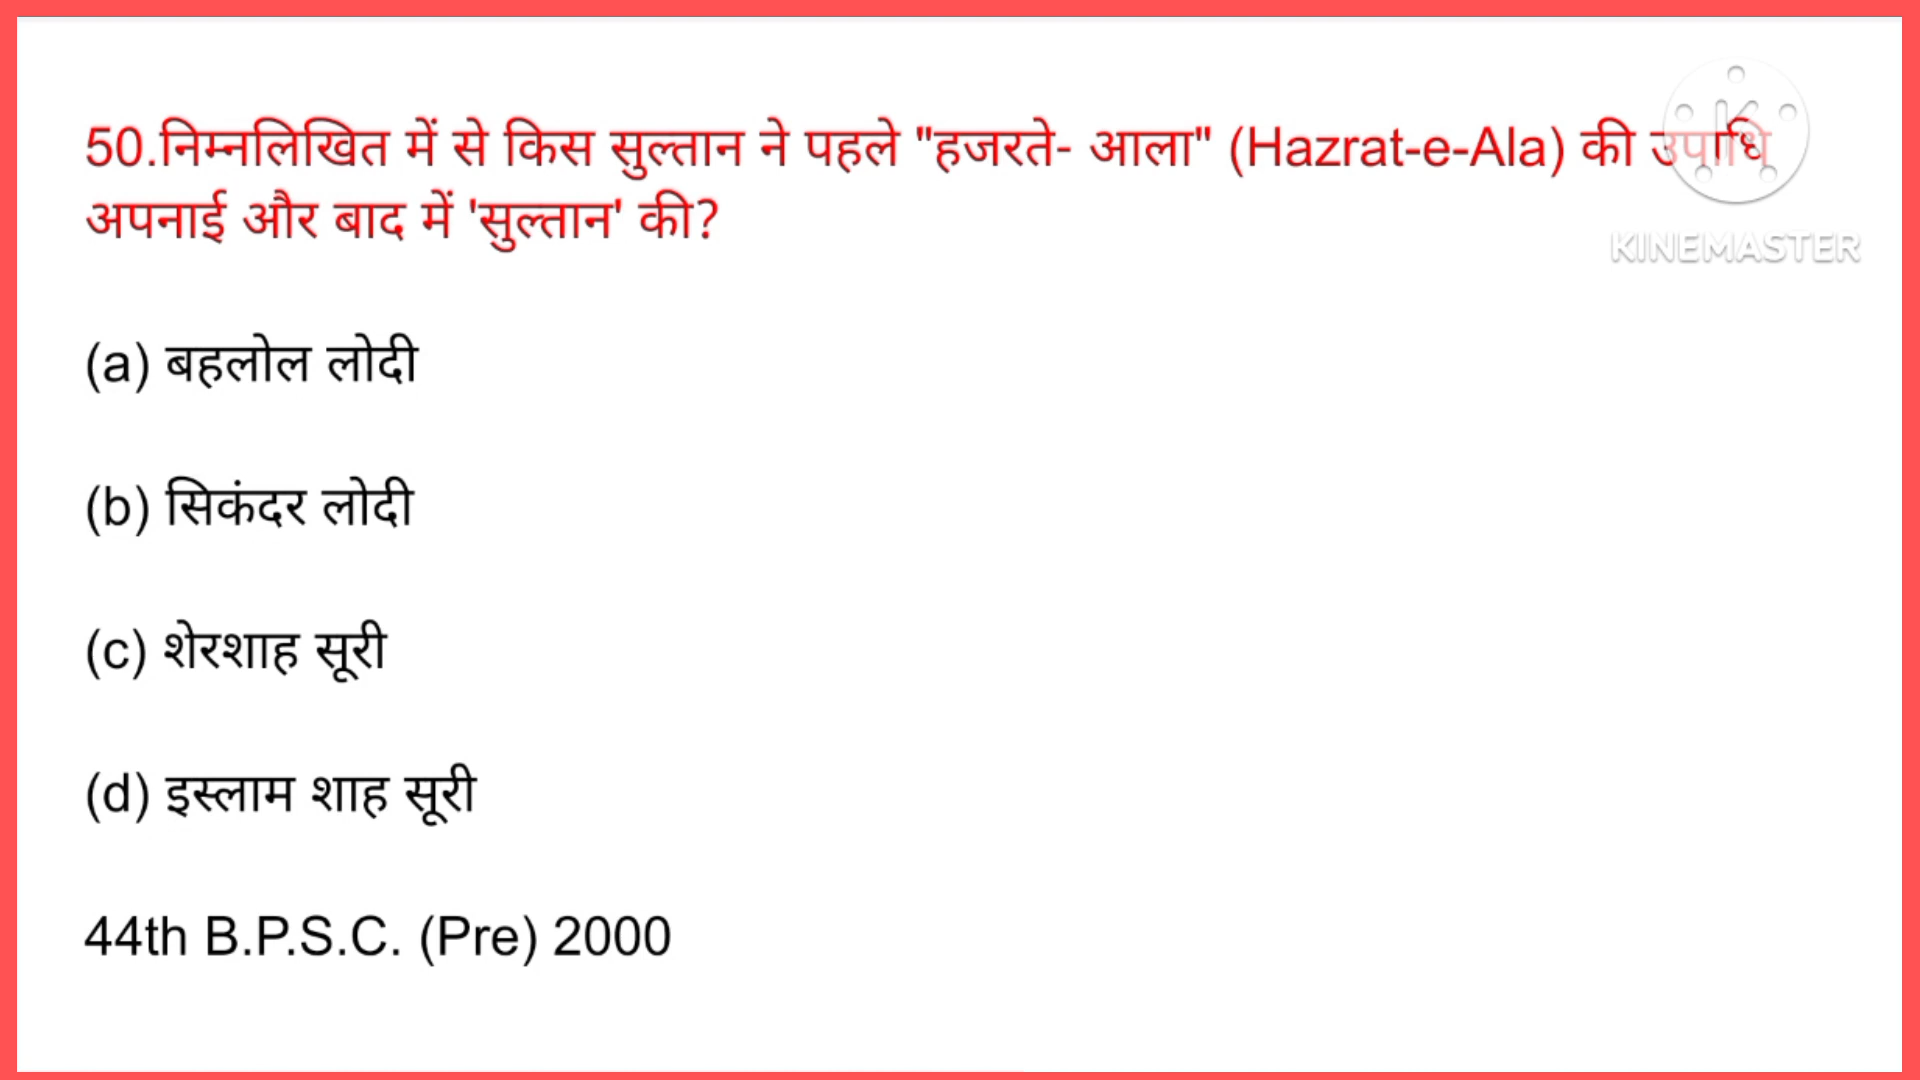 50.निम्नलिखित में से किस सुल्तान ने पहले "हजरते- आला" (Hazrat-e-Ala) की उपाधि
अपनाई और बाद में 'सुल्तान' की?
KINEMASTER
(a) बहलोल लोदी
(b) सिकंदर लोदी
(c) शेरशाह सूरी
(d) इस्लाम शाह सूरी
44th B.P.S.C. (Pre) 2000